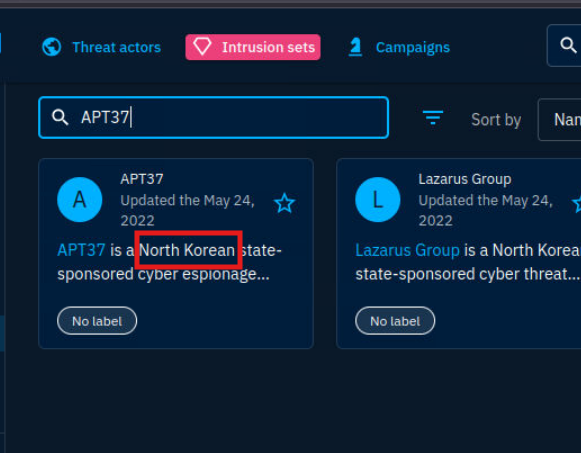 Threat actors
Intrusion sets
Campaigns
APT37
Sort by
A
APT37
Updated the May 24,
2022
APT37 is a North Korean state-
sponsored cyber espionage...
No label
L
Lazarus Group
Updated the May 24,
2022
Lazarus Group is a North
state-sponsored cyber threat...
No label